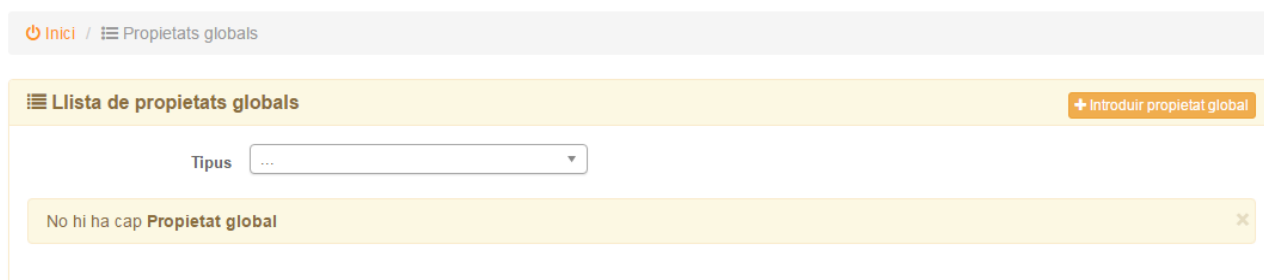 Inici / Propietats globals
Llista de propietats globals
Introduir propietat global
Tipus ...
No hi ha cap Propietat global